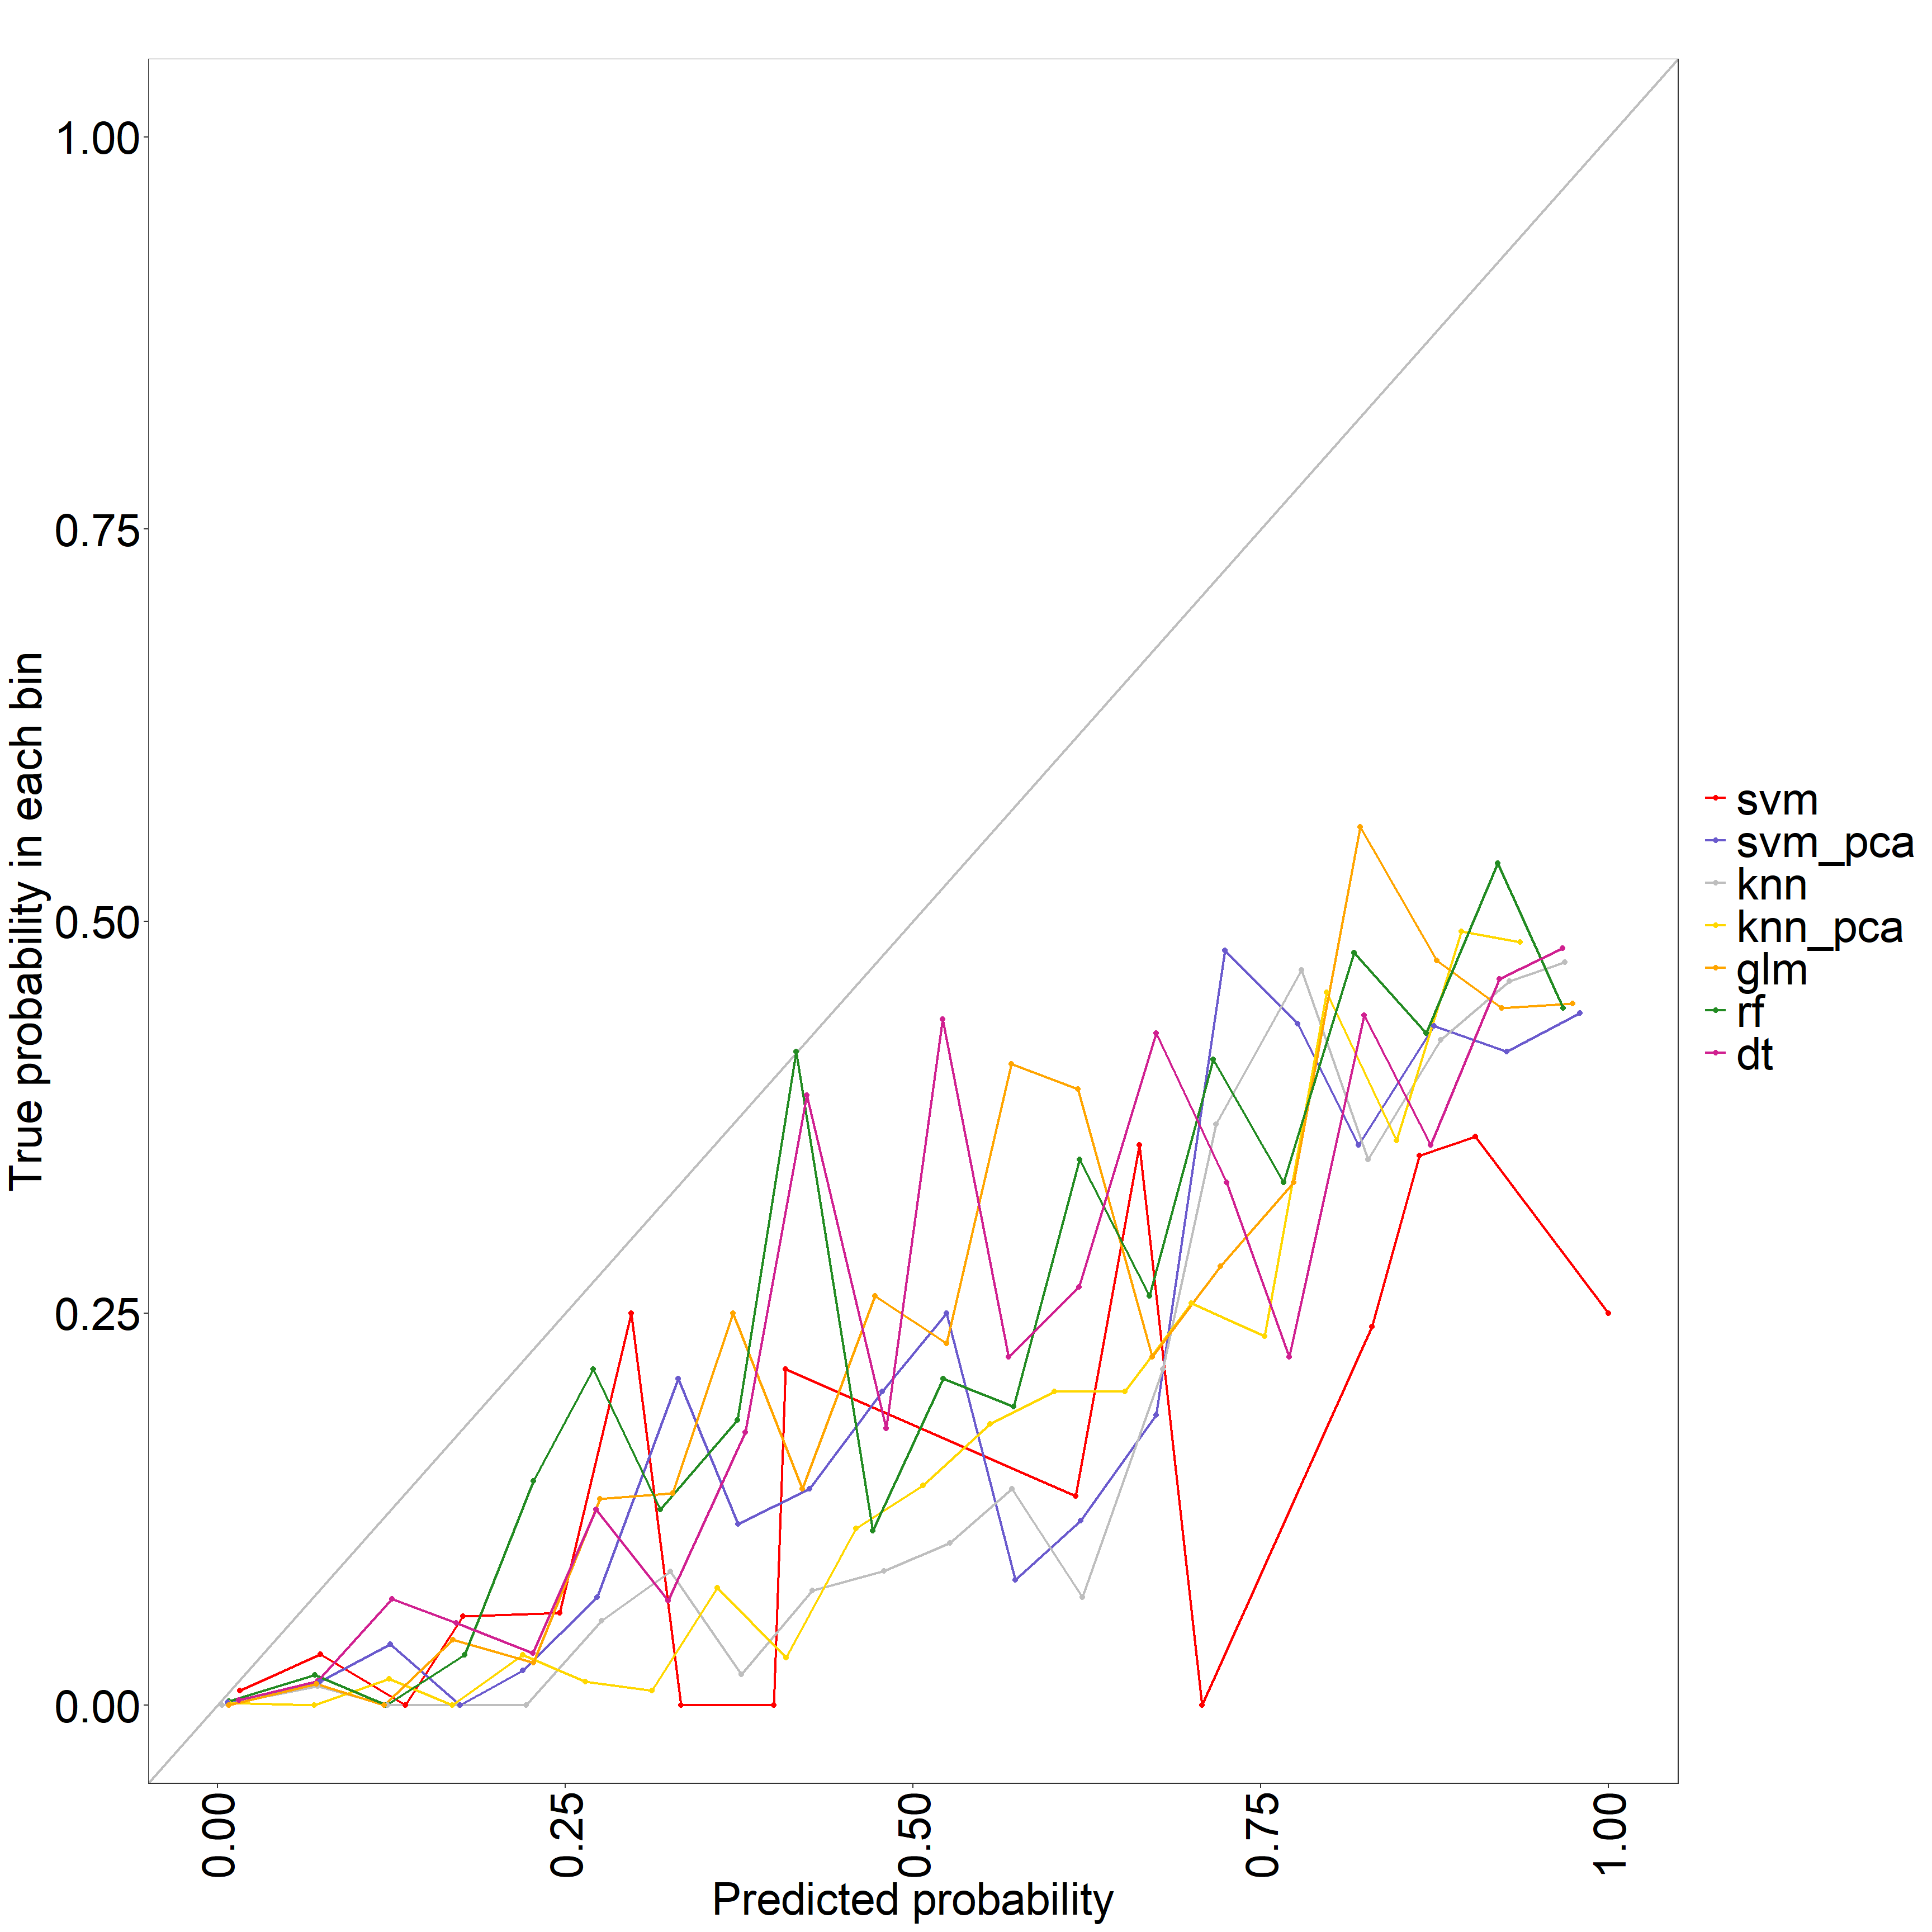 True probability in each bin
1.00
0.75
0.50
0.25
0.00
0.00
0.25
0.50
0.75
1.00
Predicted probability
svm
svm_pca
knn
knn_pca
glm
rf
dt